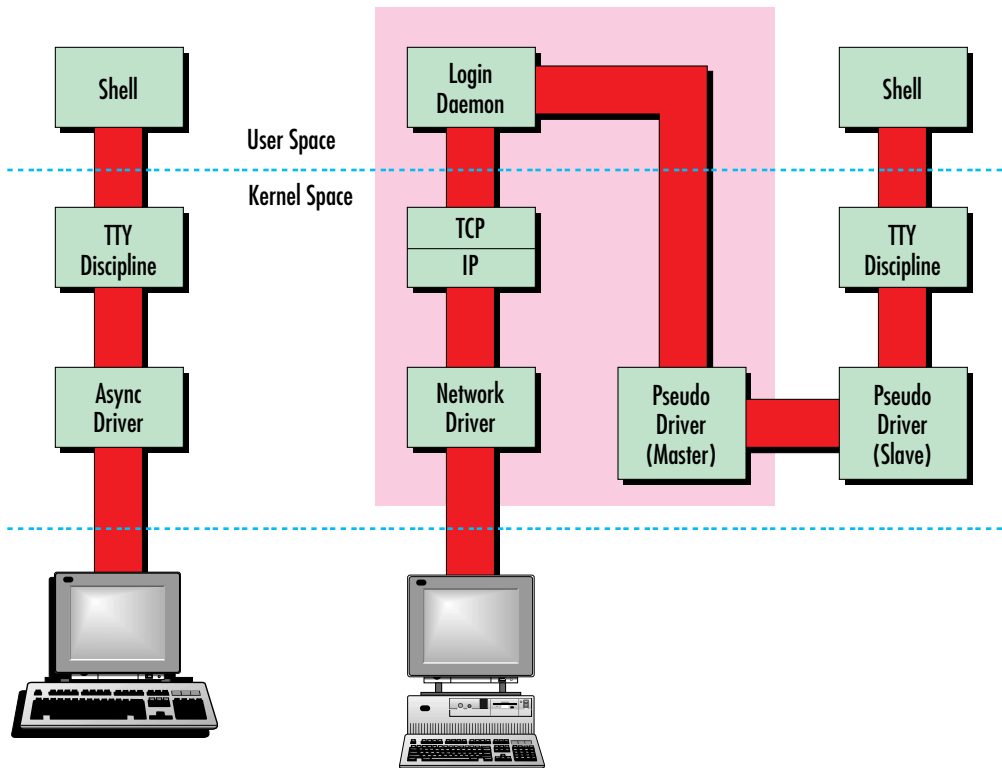 Shell
Login
Daemon
Shell
User Space
Kernel Space
TTY
Discipline
TCP
IP
TTY
Discipline
Async
Driver
Network
Driver
Pseudo
Driver
(Master)
Pseudo
Driver
(Slave)